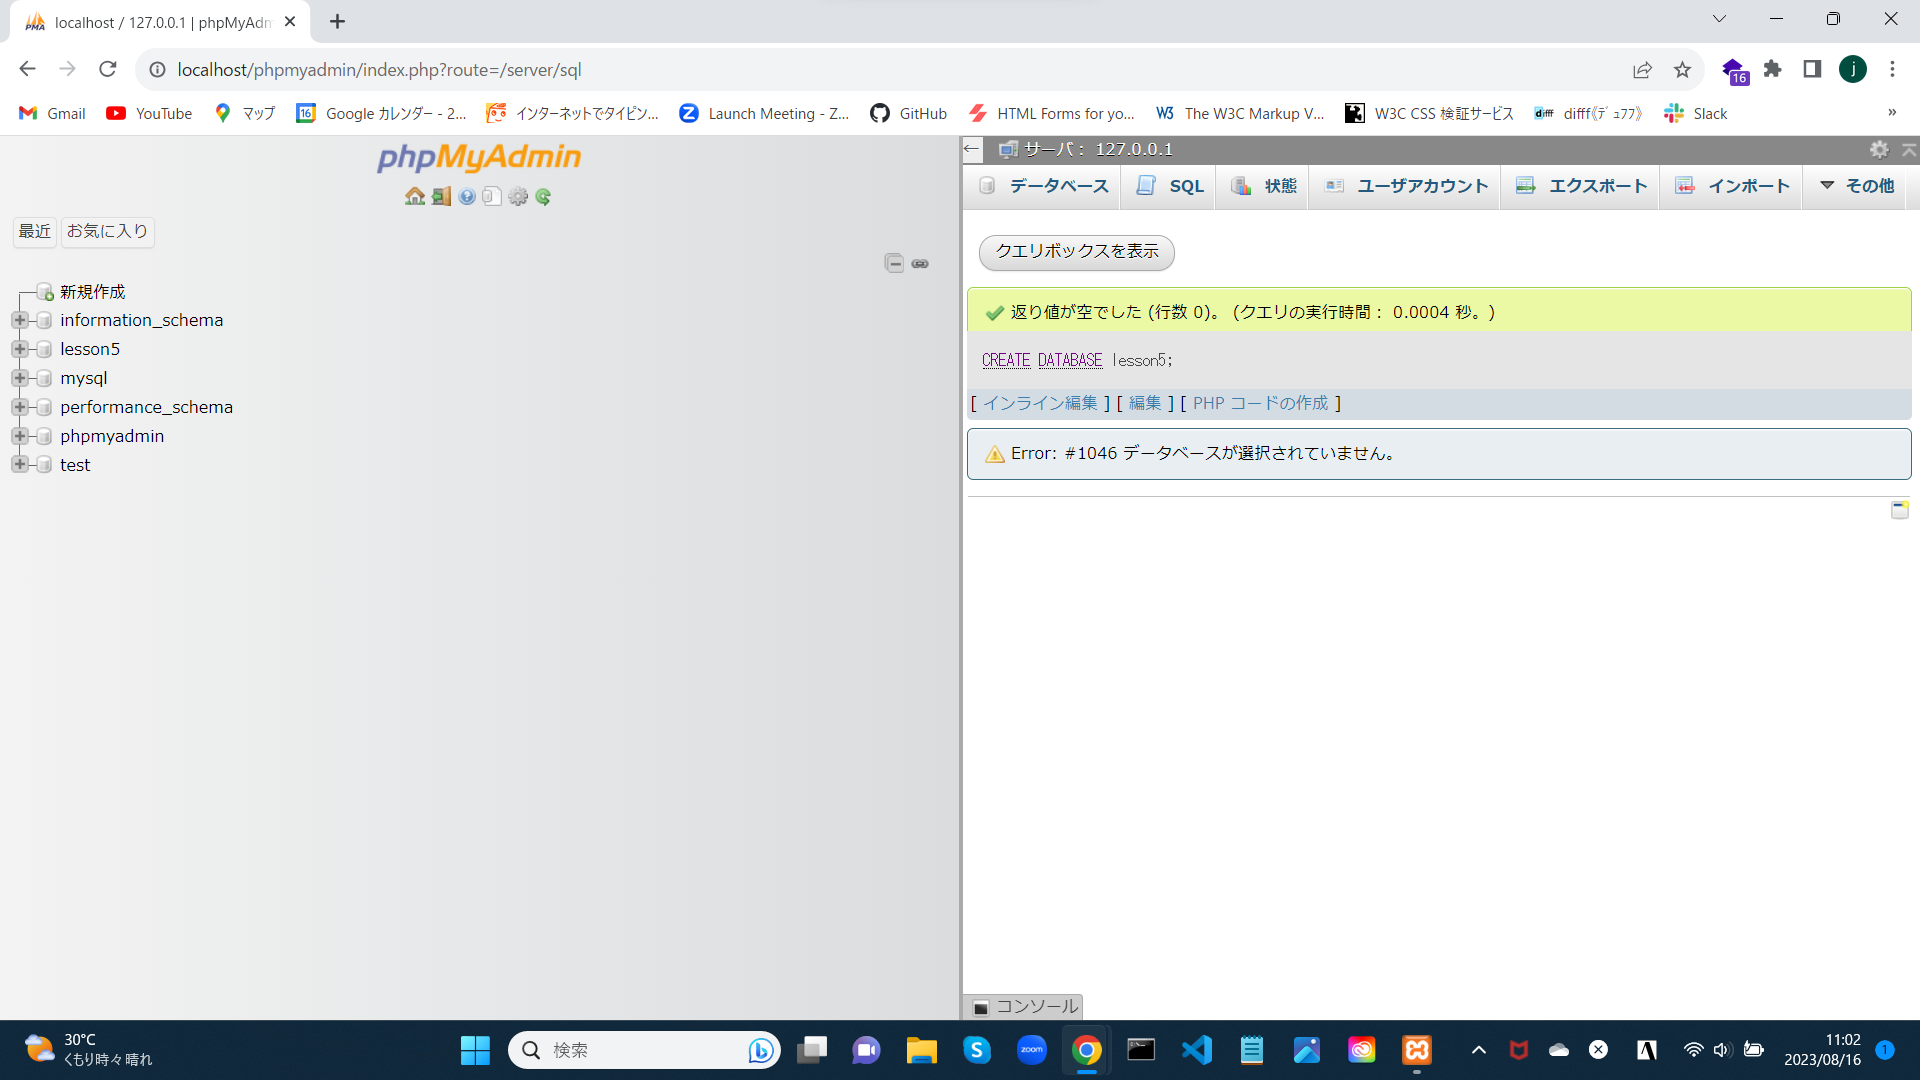 localhost / 127.0.0.1 | phpMyAdm
localhost/phpmyadmin/index.php?route=/server/sql
16
j
Gmail
YouTube
マップ
Google カレンダー - 2...
インターネットでタイピン...
Launch Meeting - Z...
GitHub
HTML Forms for yo...
The W3C Markup V...
W3C CSS 検証サービス
difff《ﾃﾞｭﾌﾌ》
Slack
»
phpMyAdmin
最近 お気に入り
新規作成
information_schema
lesson5
mysql
performance_schema
phpmyadmin
test
サーバ： 127.0.0.1
データベース SQL 状態 ユーザアカウント エクスポート インポート その他
クエリボックスを表示
返り値が空でした (行数 0)。 (クエリの実行時間： 0.0004 秒。)
CREATE DATABASE lesson5;
[ インライン編集 ] [ 編集 ] [ PHP コードの作成 ]
Error: #1046 データベースが選択されていません。
コンソール
30°C
くもり時々晴れ
検索
zoom
11:02
2023/08/16
1